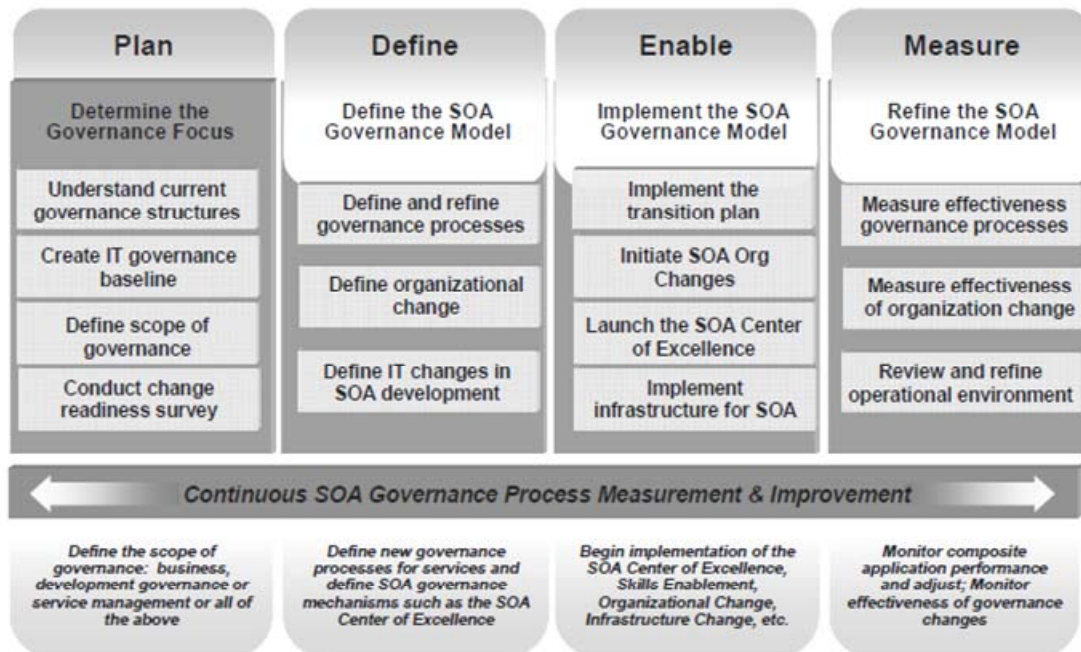 Plan
Determine the
Governance Focus
Understand current
governance structures
Create IT governance
baseline
Define scope of
governance
Conduct change
readiness survey
Define
Define the SOA
Governance Model
Define and refine
governance processes
Define organizational
change
Define IT changes in
SOA development
Enable
Implement the SOA
Governance Model
Implement the
transition plan
Initiate SOA Org
Changes
Launch the SOA Center
of Excellence
Implement
infrastructure for SOA
Measure
Refine the SOA
Governance Model
Measure effectiveness
governance processes
Measure effectiveness
of organization change
Review and refine
operational environment
Continuous SOA Governance Process Measurement & Improvement
Define the scope of
governance: business,
development governance or
service management or all of
the above
Define new governance
processes for services and
define SOA governance
mechanisms such as the SOA
Center of Excellence
Begin implementation of the
SOA Center of Excellence,
Skills Enablement,
Organizational Change,
Infrastructure Change, etc.
Monitor composite
application performance
and adjust; Monitor
effectiveness of governance
changes